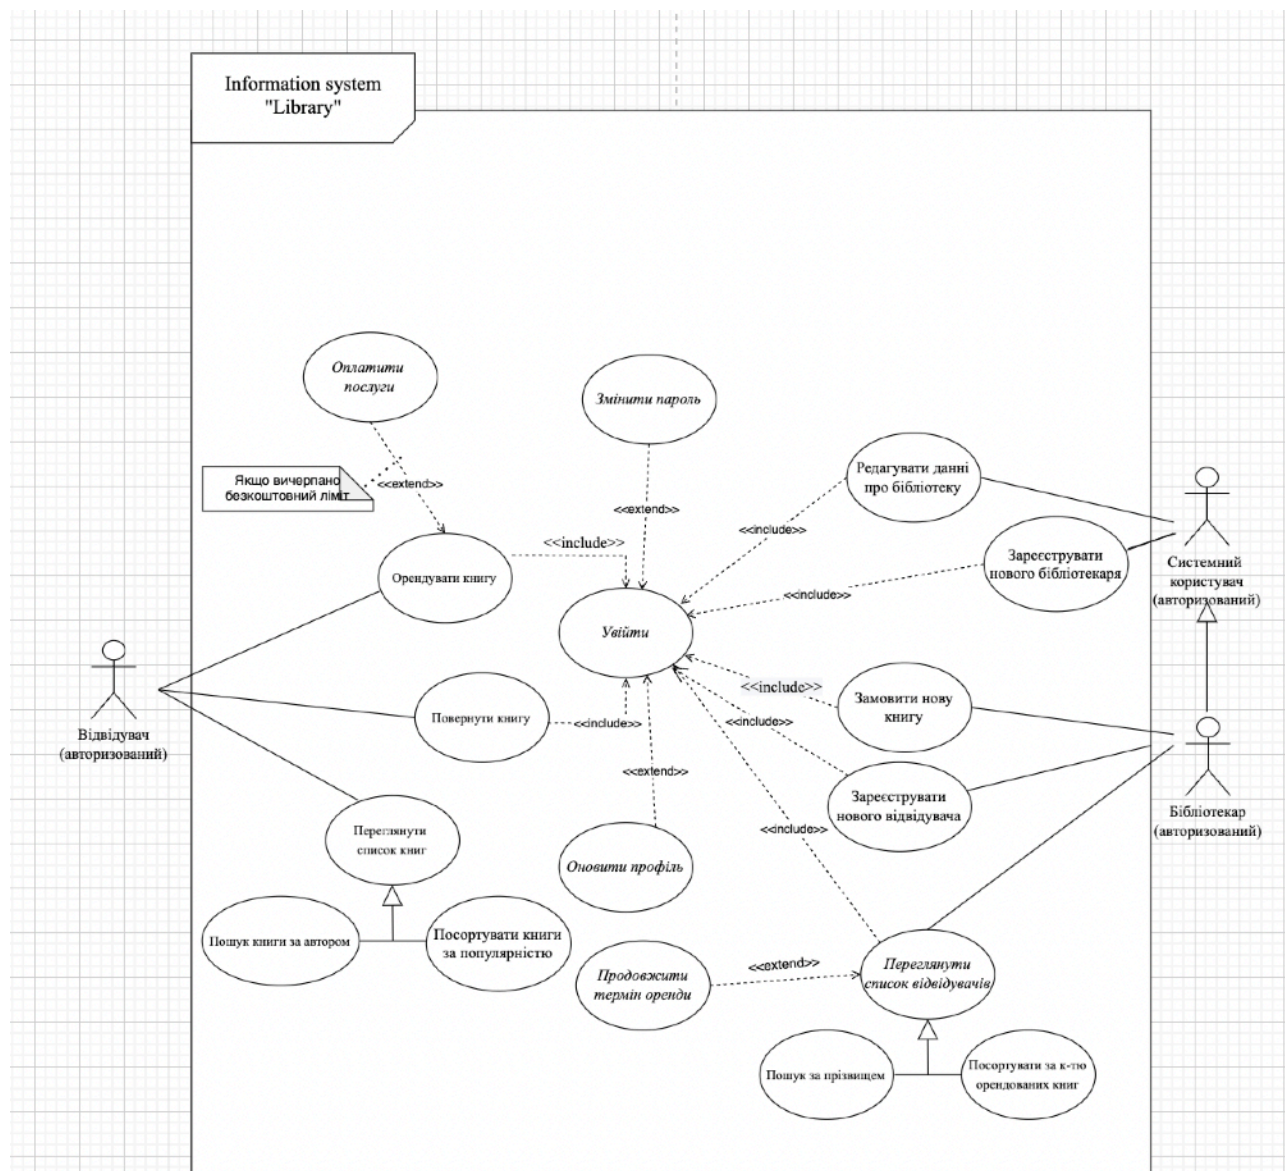 Information system
"Library"
Оплатити
послуги
Змінити пароль
Якщо вичерпано
безкоштовний ліміт
<<extend>>
<<extend>>
Редагувати данні
про бібліотеку
<<include>>
<<include>>
Орендувати книгу
Зареєструвати
нового бібліотекаря
<<include>>
Системний
користувач
(авторизований)
Увійти
Відвідувач
(авторизований)
Повернути книгу
<<include>>
<<include>>
<<include>>
Замовити нову
книгу
<<extend>>
Зареєструвати
нового відвідувача
Бібліотекар
(авторизований)
<<include>>
Переглянути
список книг
Оновити профіль
Пошук книги за автором
Посортувати книги
за популярністю
Продовжити
термін оренди
<<extend>>
Переглянути
список відвідувачів
Пошук за прізвищем
Посортувати за к-тю
орендованих книг